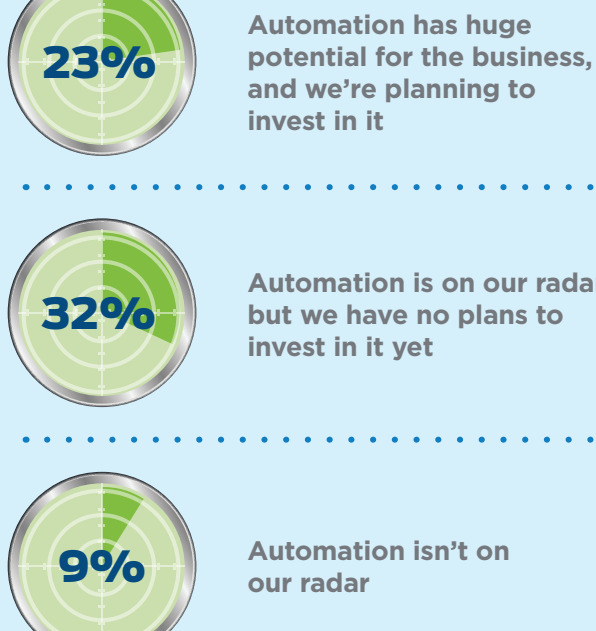 23%
Automation has huge
potential for the business,
and we're planning to
invest in it
32%
Automation is on our rada
but we have no plans to
invest in it yet
9%
Automation isn't on
our radar